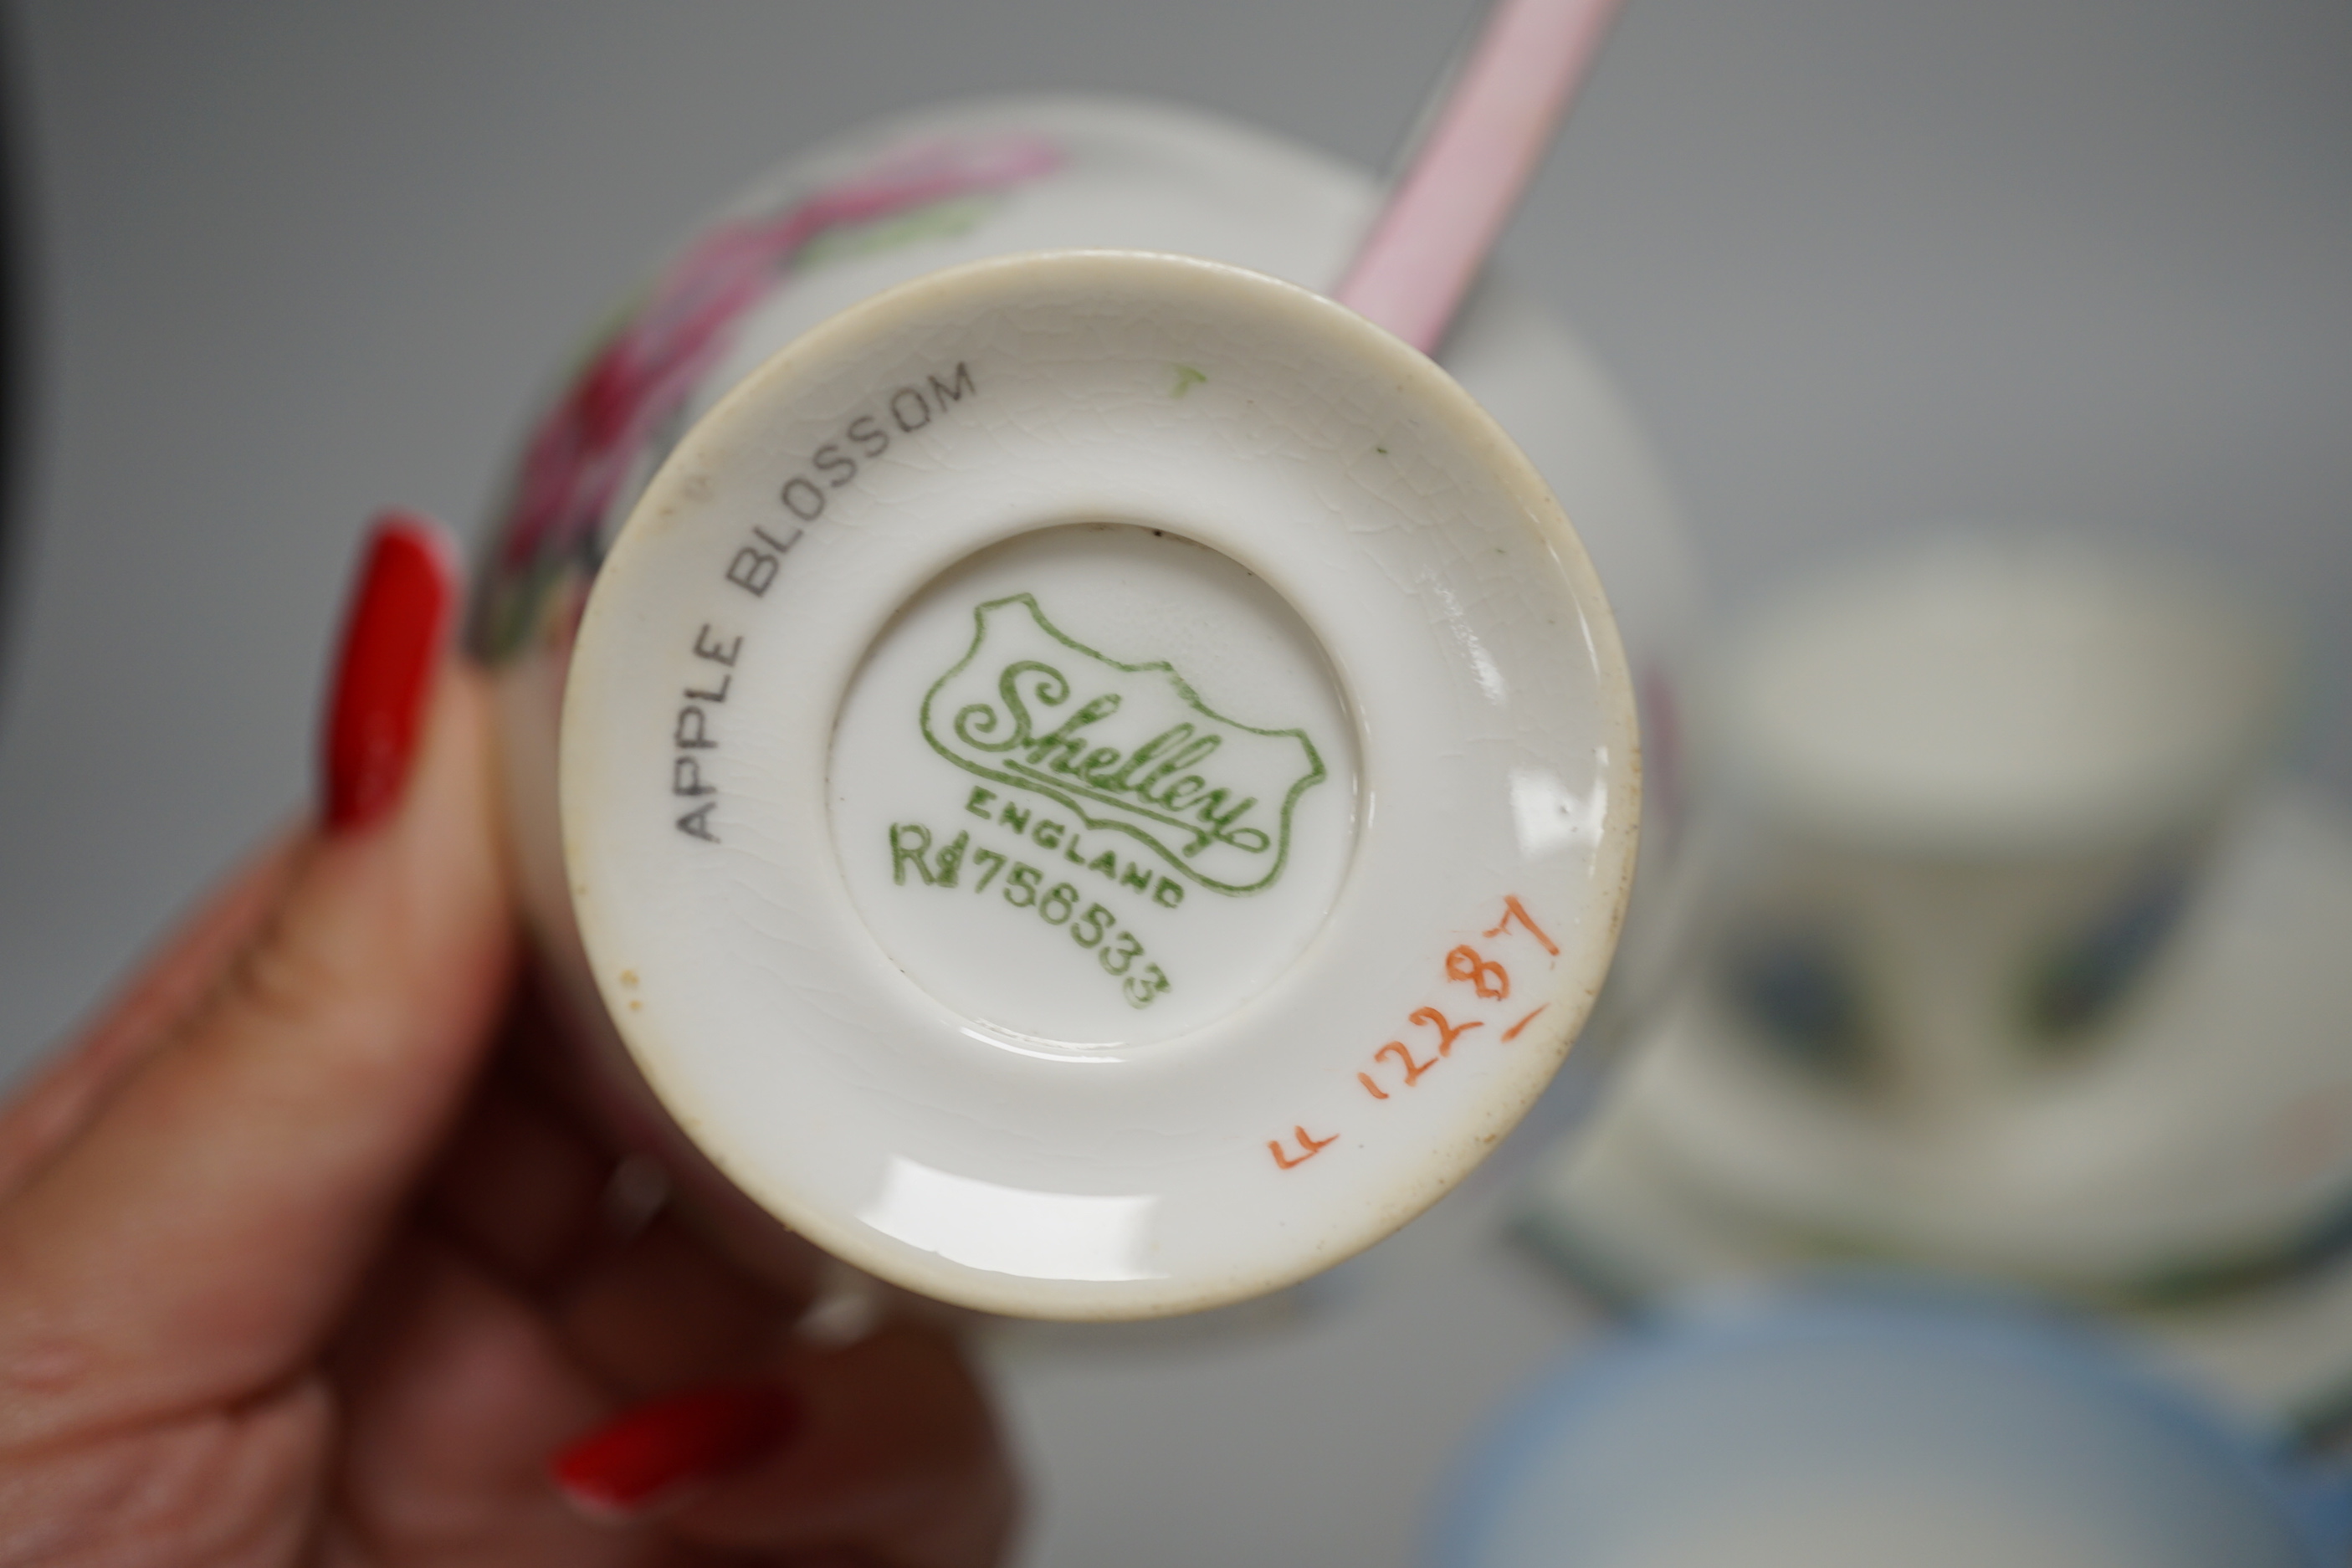 APPLE BLOSSOM
Shelley
ENGLAND
Rd 756533
12287